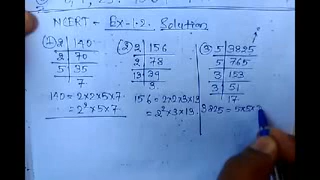 NCERT - Ex-1.2. Solution
(1) 2 | 140
2 | 70
5 | 35
7
140 = 2×2×5×7
= 2²×5×7
(2) 2 | 156
2 | 78
3 | 39
156 = 2×2×3×13
= 2²×3×13
(3) 5 | 3825
5 | 765
3 | 153
3 | 51
17
3825 = 5×5×